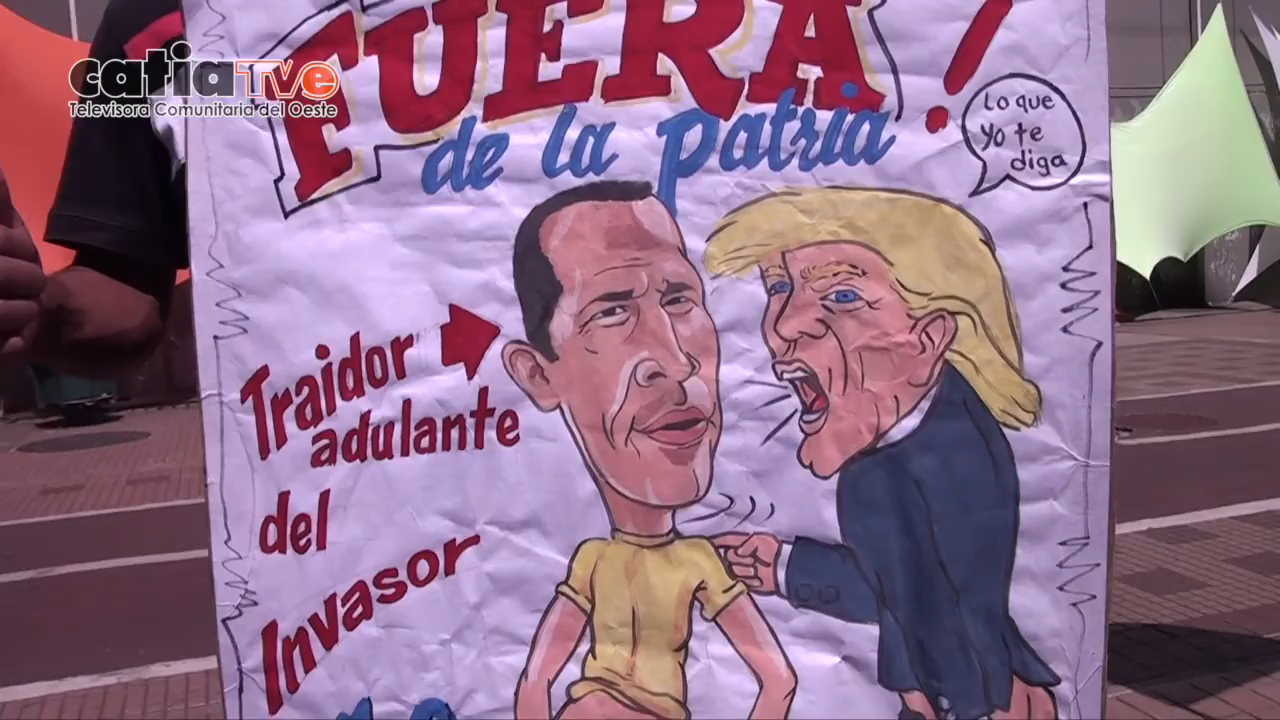 catiaTVe
Televisora Comunitaria del Oeste
FUERA!
de la patria
Lo que
yo te
diga
Traidor
adulante
del
Invasor